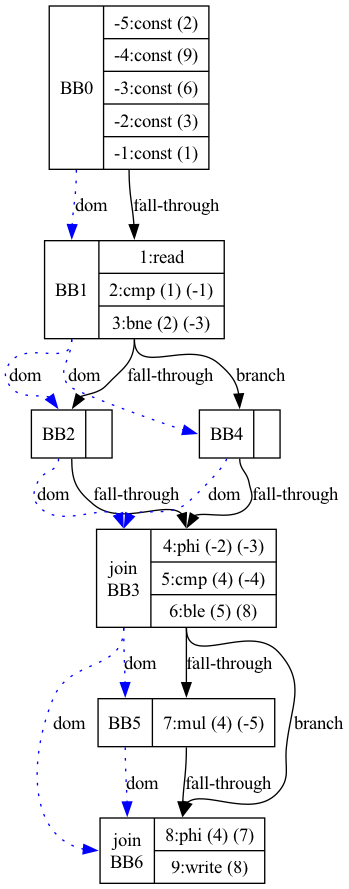 BB0
-5:const (2)
-4:const (9)
-3:const (6)
-2:const (3)
-1:const (1)
dom
fall-through
BB1
1:read
2:cmp (1) (-1)
3:bne (2) (-3)
dom
dom
fall-through
branch
BB2
BB4
dom
fall-through
dom
fall-through
join
BB3
4:phi (-2) (-3)
5:cmp (4) (-4)
6:ble (5) (8)
dom
fall-through
dom
branch
BB5
7:mul (4) (-5)
dom
fall-through
join
BB6
8:phi (4) (7)
9:write (8)